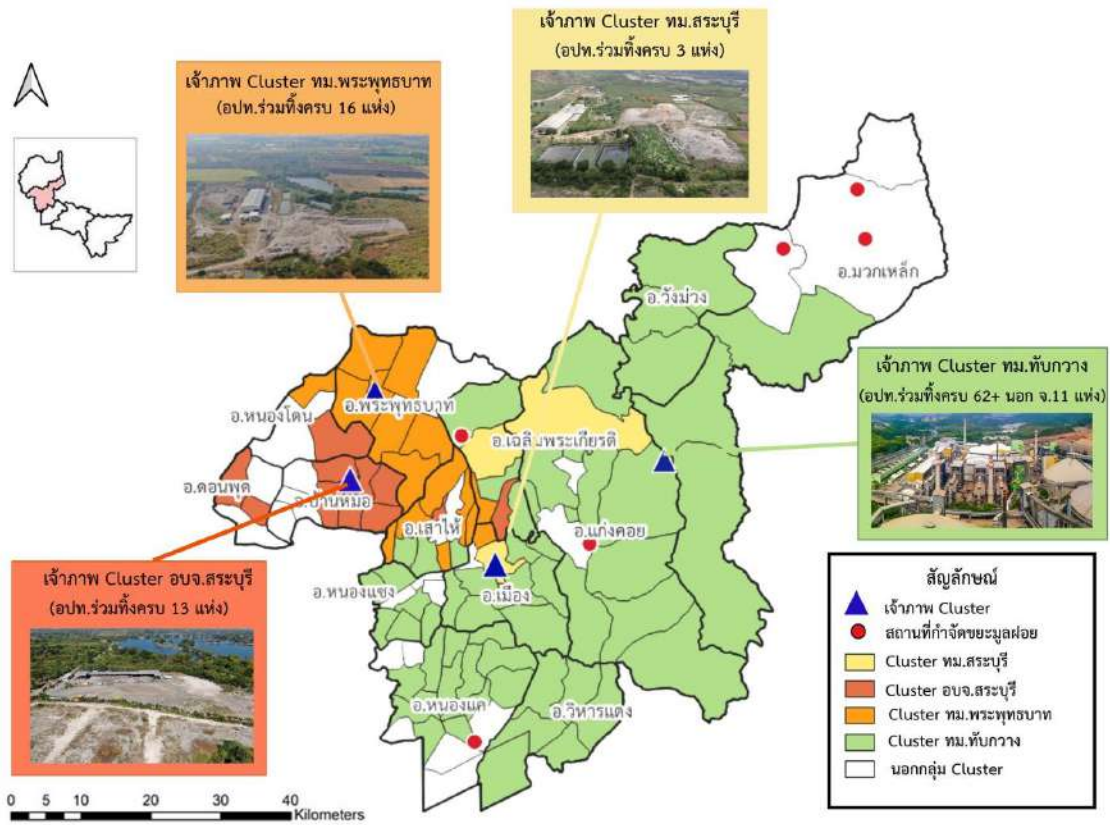 เจ้าภาพ Cluster ทม.สระบุรี
(อปท.ร่วมทิ้งครบ 3 แห่ง)
เจ้าภาพ Cluster ทม.พระพุทธบาท
(อปท.ร่วมทิ้งครบ 16 แห่ง)
อ.มวกเหล็ก
อ.วังม่วง
เจ้าภาพ Cluster ทม.ทับกวาง
(อปท.ร่วมทิ้งครบ 62+ นอก จ.11 แห่ง)
อ.พระพุทธบาท
อ.หนองโดน
อ.เฉลิมพระเกียรติ
อ.ดอนพุด
อ.บ้านหมอ
อ.เสาไห้
อ.แก่งคอย
เจ้าภาพ Cluster อบจ.สระบุรี
(อปท.ร่วมทิ้งครบ 13 แห่ง)
อ.หนองแซง
อ.เมือง
อ.หนองแค
อ.วิหารแดง
สัญลักษณ์
เจ้าภาพ Cluster
สถานที่กำจัดขยะมูลฝอย
Cluster ทม.สระบุรี
Cluster อบจ.สระบุรี
Cluster ทม.พระพุทธบาท
Cluster ทม.ทับกวาง
นอกกลุ่ม Cluster
0 5 10 20 30 40
Kilometers